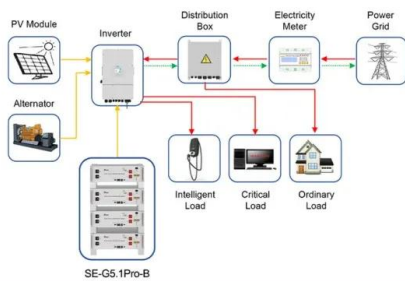 PV Module
Inverter
Distribution
Box
Electricity
Meter
Power
Grid
Alternator
Intelligent
Load
Critical
Load
Ordinary
Load
SE-G5.1Pro-B